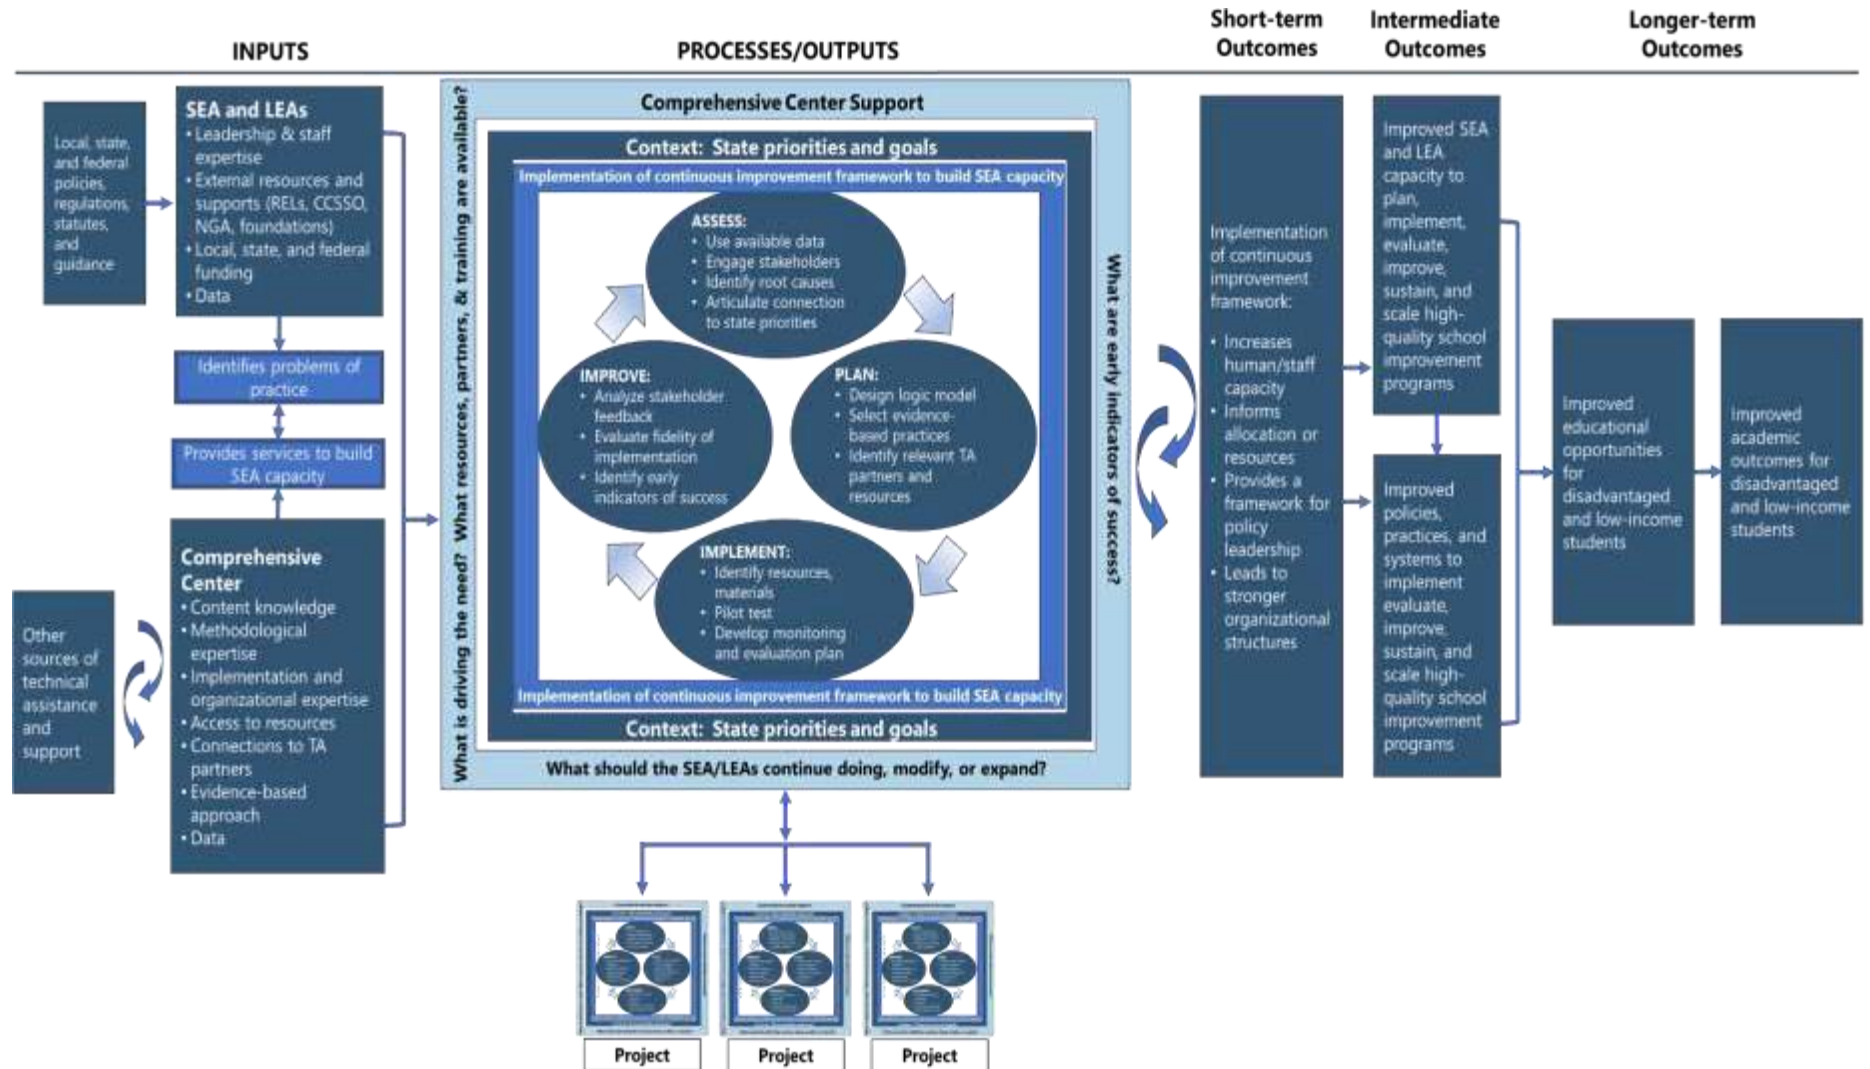 INPUTS
PROCESSES/OUTPUTS
Short-term
Outcomes
Intermediate
Outcomes
Longer-term
Outcomes
Local, state,
and federal
policies,
regulations,
statutes,
and
guidance
SEA and LEAs
• Leadership & staff
expertise
• External resources and
supports (RELs, CCSSO,
NGA, foundations)
• Local, state, and federal
funding
• Data
Identifies problems of
practice
Provides services to build
SEA capacity
Comprehensive
Center
• Content knowledge
• Methodological
expertise
• Implementation and
organizational expertise
• Access to resources
• Connections to TA
partners
• Evidence-based
approach
• Data
Other
sources of
technical
assistance
and
support
What is driving the need? What resources, partners, & training are available?
Comprehensive Center Support
Context: State priorities and goals
Implementation of continuous improvement framework to build SEA capacity
ASSESS:
• Use available data
• Engage stakeholders
• Identify root causes
• Articulate connection
to state priorities
PLAN:
• Design logic model
• Select evidence-
based practices
• Identify relevant TA
partners and
resources
IMPLEMENT:
• Identify resources,
materials
• Pilot test
• Develop monitoring
and evaluation plan
IMPROVE:
• Analyze stakeholder
feedback
• Evaluate fidelity of
implementation
• Identify early
indicators of success
Implementation of continuous improvement framework to build SEA capacity
Context: State priorities and goals
What should the SEA/LEAs continue doing, modify, or expand?
What are early indicators of success?
Project
Project
Project
Implementation
of continuous
improvement
framework:
• Increases
human/staff
capacity
• Informs
allocation or
resources
• Provides a
framework for
policy
leadership
• Leads to
stronger
organizational
structures
Improved SEA
and LEA
capacity to
plan,
implement,
evaluate,
improve,
sustain, and
scale high-
quality school
improvement
programs
Improved
policies,
practices, and
systems to
implement
evaluate,
improve,
sustain, and
scale high-
quality school
improvement
programs
Improved
educational
opportunities
for
disadvantaged
and low-income
students
Improved
academic
outcomes for
disadvantaged
and low-income
students